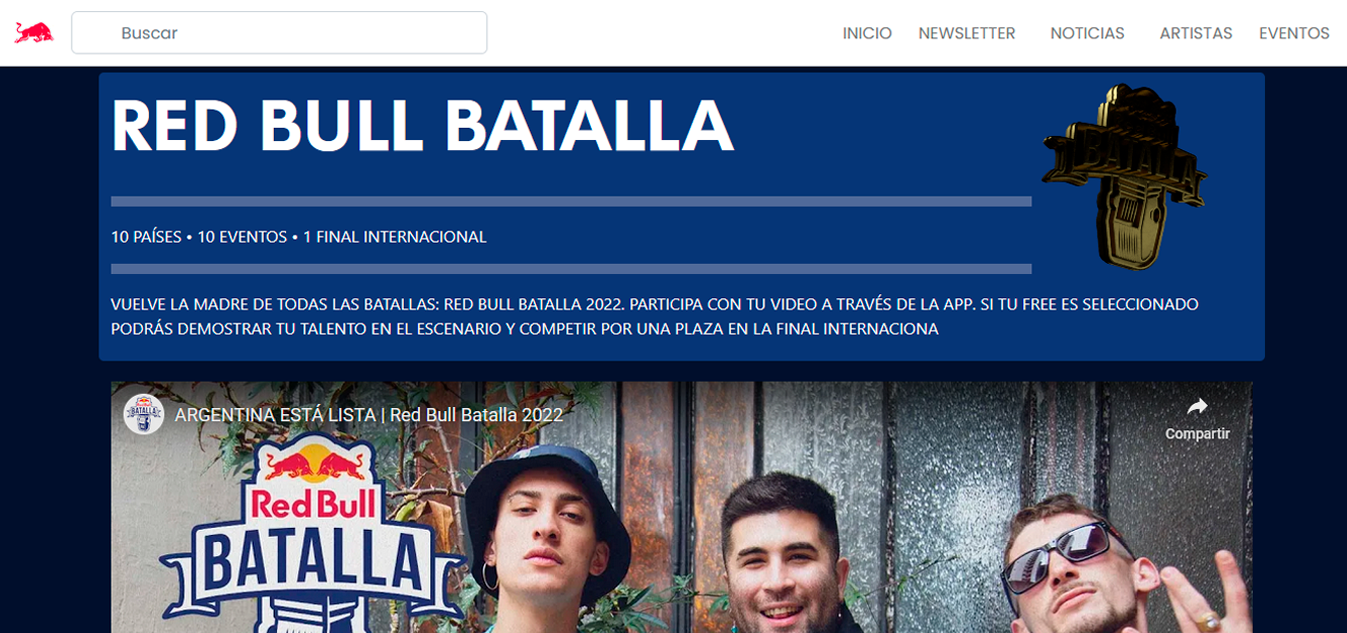 Buscar
INICIO NEWSLETTER NOTICIAS ARTISTAS EVENTOS
RED BULL BATALLA
BATALLA
10 PAÍSES • 10 EVENTOS • 1 FINAL INTERNACIONAL
VUELVE LA MADRE DE TODAS LAS BATALLAS: RED BULL BATALLA 2022. PARTICIPA CON TU VIDEO A TRAVÉS DE LA APP. SI TU FREE ES SELECCIONADO
PODRÁS DEMOSTRAR TU TALENTO EN EL ESCENARIO Y COMPETIR POR UNA PLAZA EN LA FINAL INTERNACIONA
BATALLA
ARGENTINA ESTÁ LISTA | Red Bull Batalla 2022
Compartir
Red Bull
BATALLA